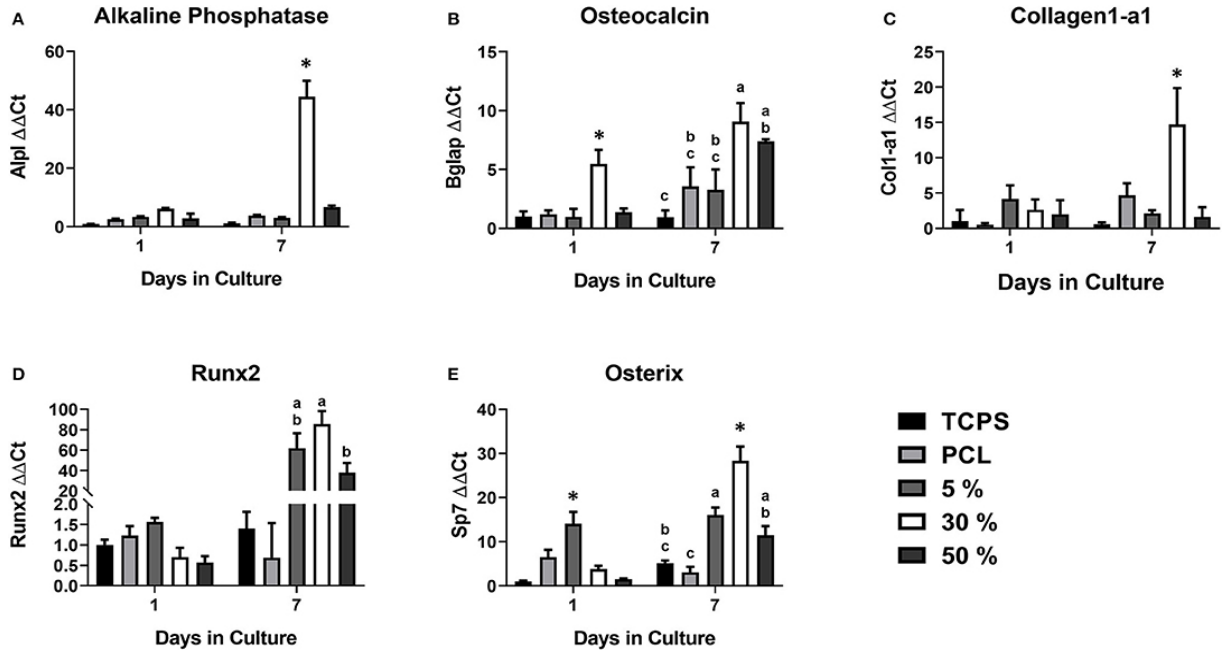 A Alkaline Phosphatase
Alpl ΔΔCt
60
40
20
0
*
1 7
Days in Culture
B Osteocalcin
Bglap ΔΔCt
15
10
5
0
*
c
b
c
b
c
a
a
b
1 7
Days in Culture
C Collagen1-a1
Col1-a1 ΔΔCt
25
20
15
10
5
0
*
1 7
Days in Culture
D Runx2
Runx2 ΔΔCt
100
80
60
40
20
2.0
1.5
1.0
0.5
0.0
a
b
a
b
1 7
Days in Culture
E Osterix
Sp7 ΔΔCt
40
30
20
10
0
*
b
c
c
a
*
a
b
1 7
Days in Culture
TCPS
PCL
5 %
30 %
50 %